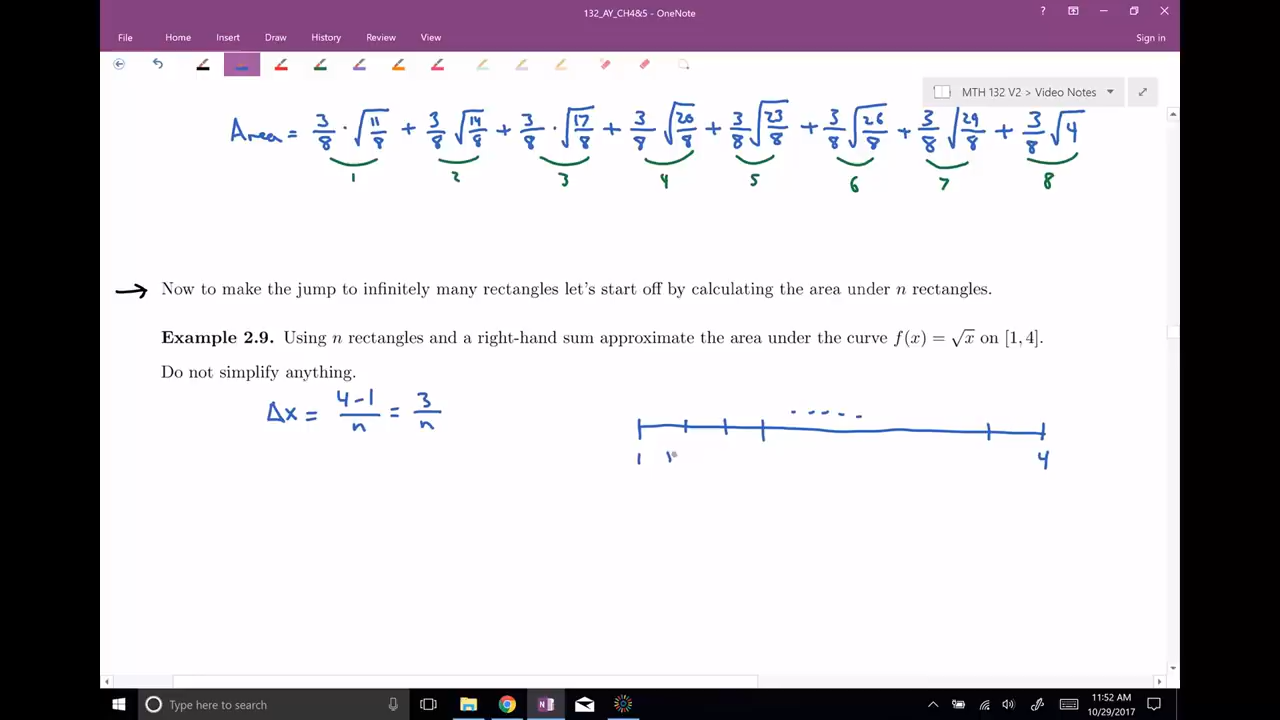 132_AY_CH4&5 - OneNote
File Home Insert Draw History Review View Sign in
MTH 132 V2 > Video Notes
Area = 3/8 · √(11/8) + 3/8 √(14/8) + 3/8 · √(17/8) + 3/8 √(20/8) + 3/8 √(23/8) + 3/8 √(26/8) + 3/8 √(29/8) + 3/8 √4
1 2 3 4 5 6 7 8
→ Now to make the jump to infinitely many rectangles let's start off by calculating the area under n rectangles.
Example 2.9. Using n rectangles and a right-hand sum approximate the area under the curve f(x) = √x on [1, 4].
Do not simplify anything.
Δx = (4-1)/n = 3/n
1 4
Type here to search
11:52 AM
10/29/2017